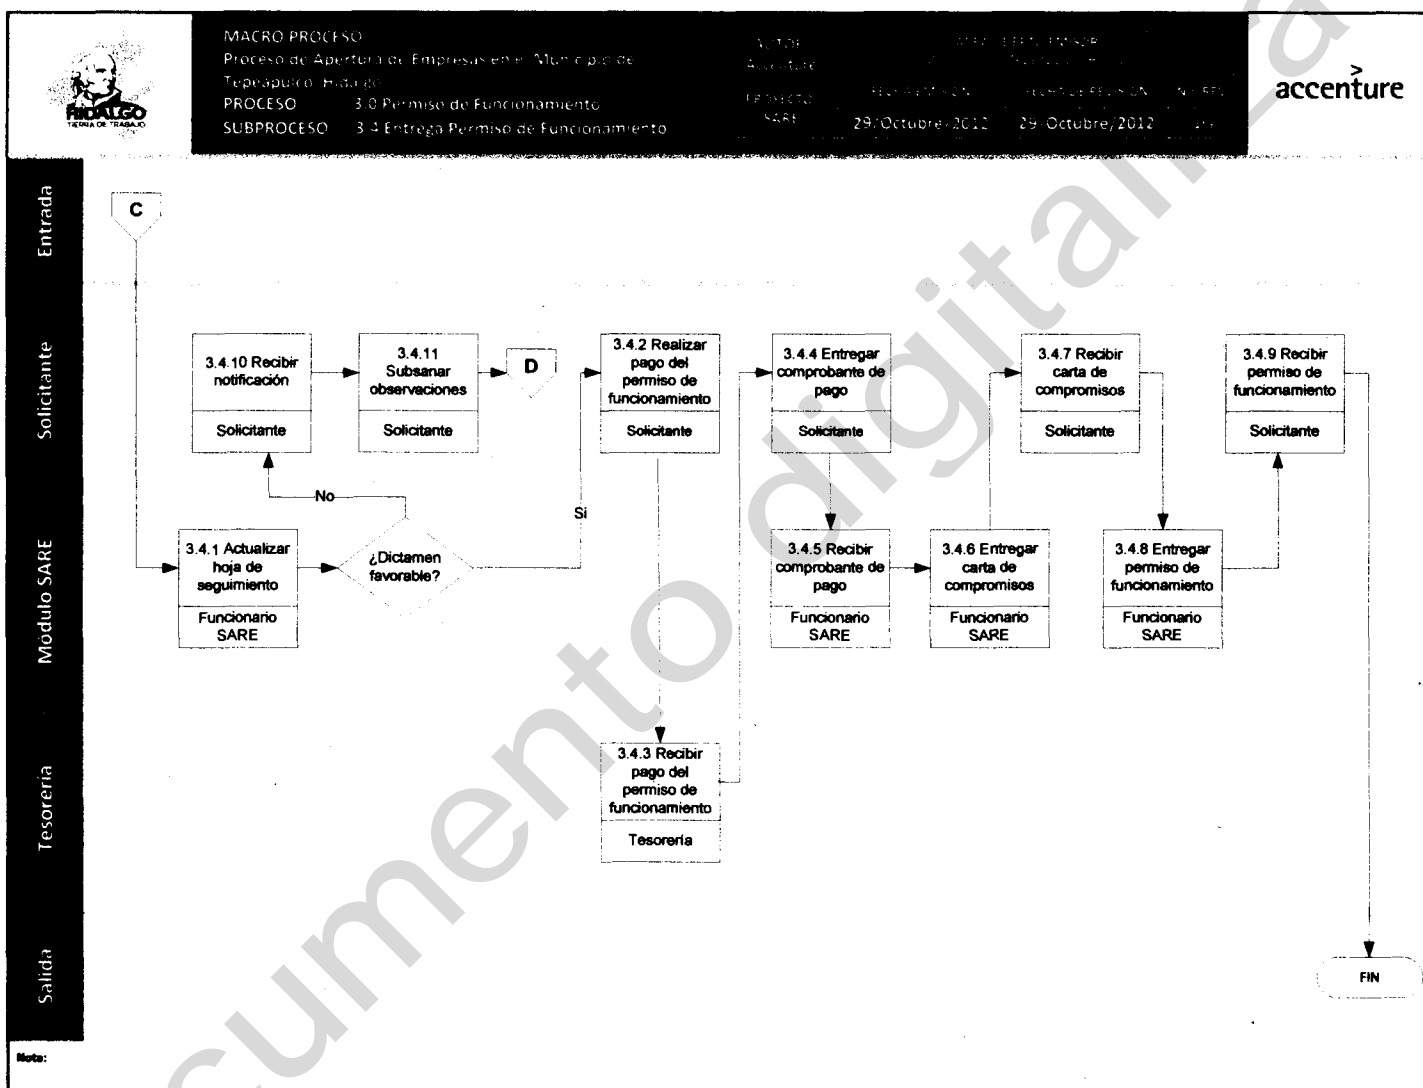 HIDALGO
TIERRA DE TRABAJO
MACRO PROCESO
Proceso de Apertura de Empresas en el Municipio de
Tepeapulco, Hidalgo
PROCESO 3.0 Permiso de Funcionamiento
SUBPROCESO 3.4 Entrega Permiso de Funcionamiento
AUTOR
Accenture
PROYECTO
SARE
29/Octubre/2012
29/Octubre/2012
accenture
Entrada
C
Solicitante
3.4.10 Recibir
notificación
Solicitante
3.4.11
Subsanar
observaciones
Solicitante
D
3.4.2 Realizar
pago del
permiso de
funcionamiento
Solicitante
3.4.4 Entregar
comprobante de
pago
Solicitante
3.4.7 Recibir
carta de
compromisos
Solicitante
3.4.9 Recibir
permiso de
funcionamiento
Solicitante
No
Si
Módulo SARE
3.4.1 Actualizar
hoja de
seguimiento
Funcionario
SARE
¿Dictamen
favorable?
3.4.5 Recibir
comprobante de
pago
Funcionario
SARE
3.4.6 Entregar
carta de
compromisos
Funcionario
SARE
3.4.8 Entregar
permiso de
funcionamiento
Funcionario
SARE
Tesorería
3.4.3 Recibir
pago del
permiso de
funcionamiento
Tesorería
Salida
FIN
Nota:
cumento digitaliza